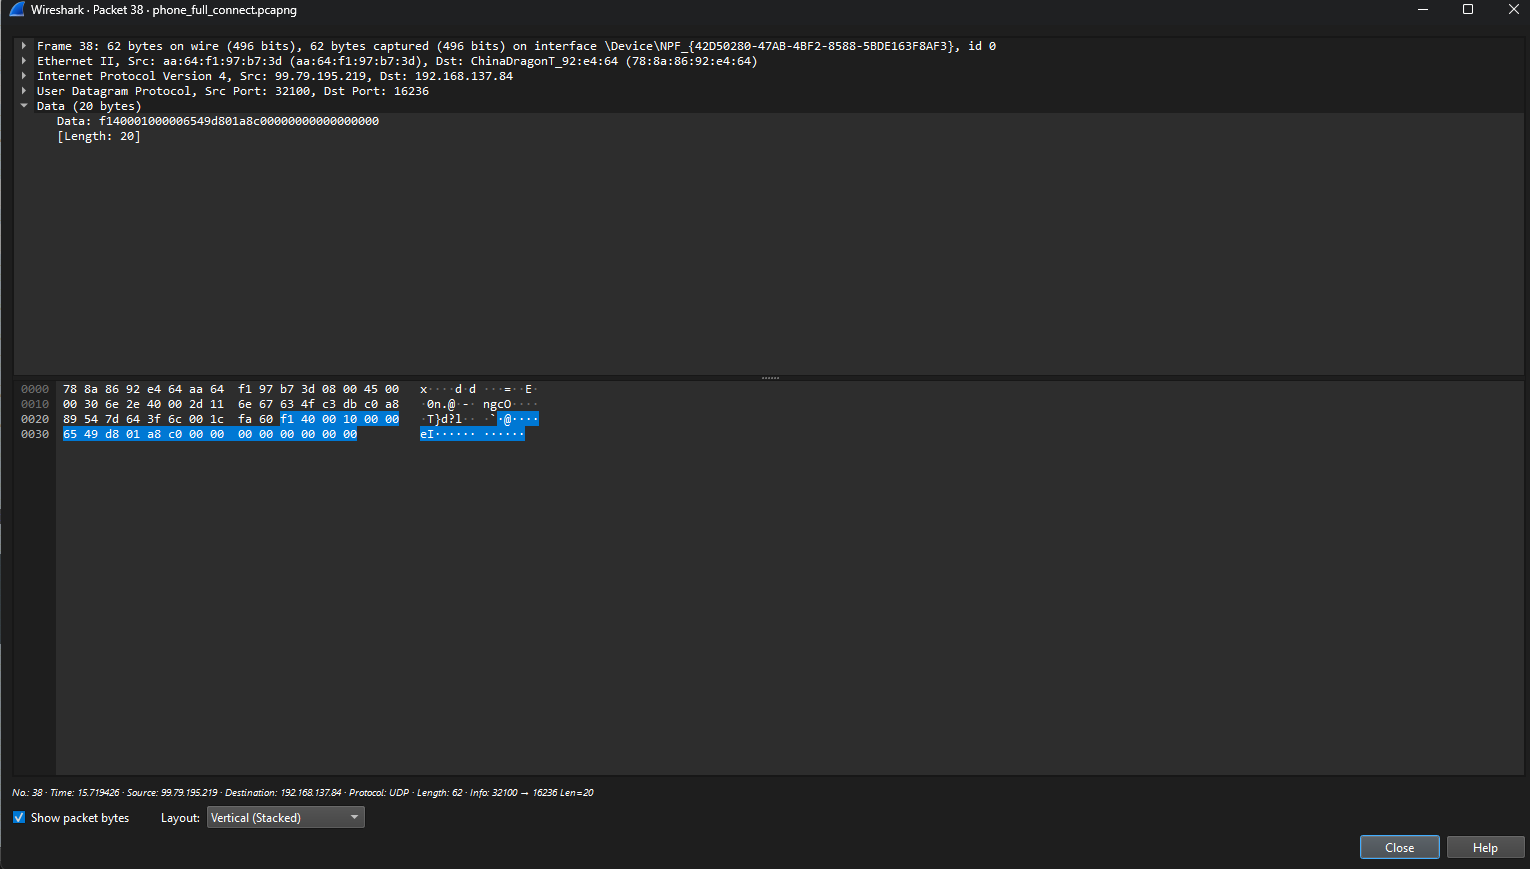 Wireshark · Packet 38 · phone_full_connect.pcapng
Frame 38: 62 bytes on wire (496 bits), 62 bytes captured (496 bits) on interface \Device\NPF_{42D50280-47AB-4BF2-8588-5BDE163F8AF3}, id 0
Ethernet II, Src: aa:64:f1:97:b7:3d (aa:64:f1:97:b7:3d), Dst: ChinaDragonT_92:e4:64 (78:8a:86:92:e4:64)
Internet Protocol Version 4, Src: 99.79.195.219, Dst: 192.168.137.84
User Datagram Protocol, Src Port: 32100, Dst Port: 16236
Data (20 bytes)
Data: f140001000006549d801a8c00000000000000000
[Length: 20]
0000 78 8a 86 92 e4 64 aa 64 f1 97 b7 3d 08 00 45 00 x····d·d ···=··E·
0010 00 30 6e 2e 40 00 2d 11 6e 67 63 4f c3 db c0 a8 ·0n.@·-· ngcO····
0020 89 54 7d 64 3f 6c 00 1c fa 60 f1 40 00 10 00 00 ·T}d?l·· ·`·@····
0030 65 49 d8 01 a8 c0 00 00 00 00 00 00 00 00 eI······ ······
No.: 38 · Time: 15.719426 · Source: 99.79.195.219 · Destination: 192.168.137.84 · Protocol: UDP · Length: 62 · Info: 32100 → 16236 Len=20
Show packet bytes Layout: Vertical (Stacked)
Close Help